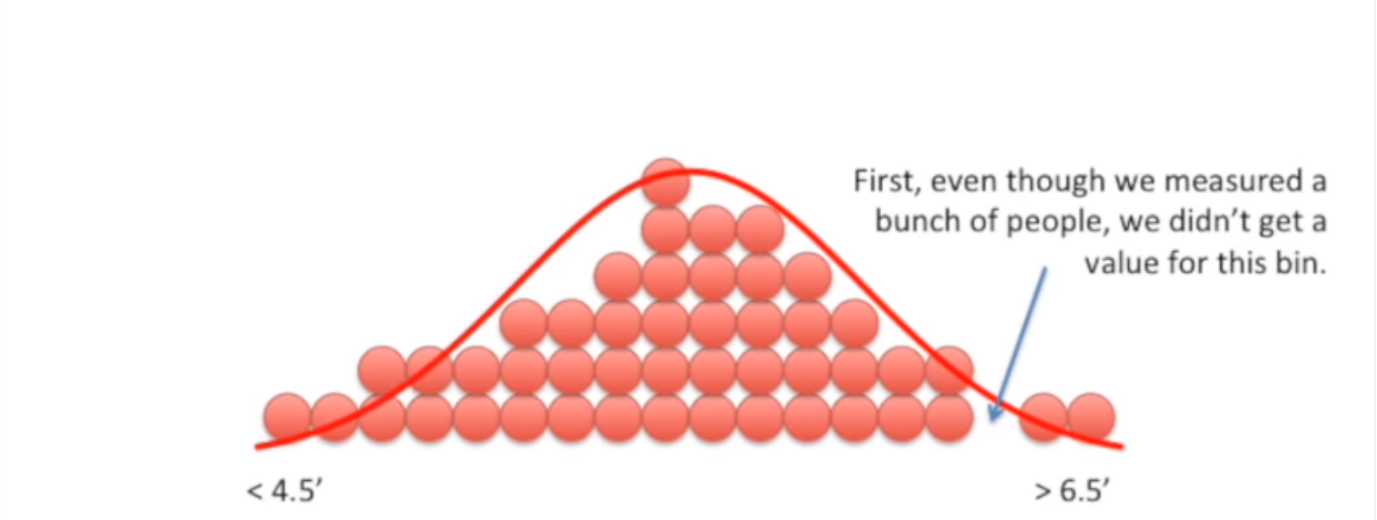 First, even though we measured a
bunch of people, we didn’t get a
value for this bin.
< 4.5’
> 6.5’